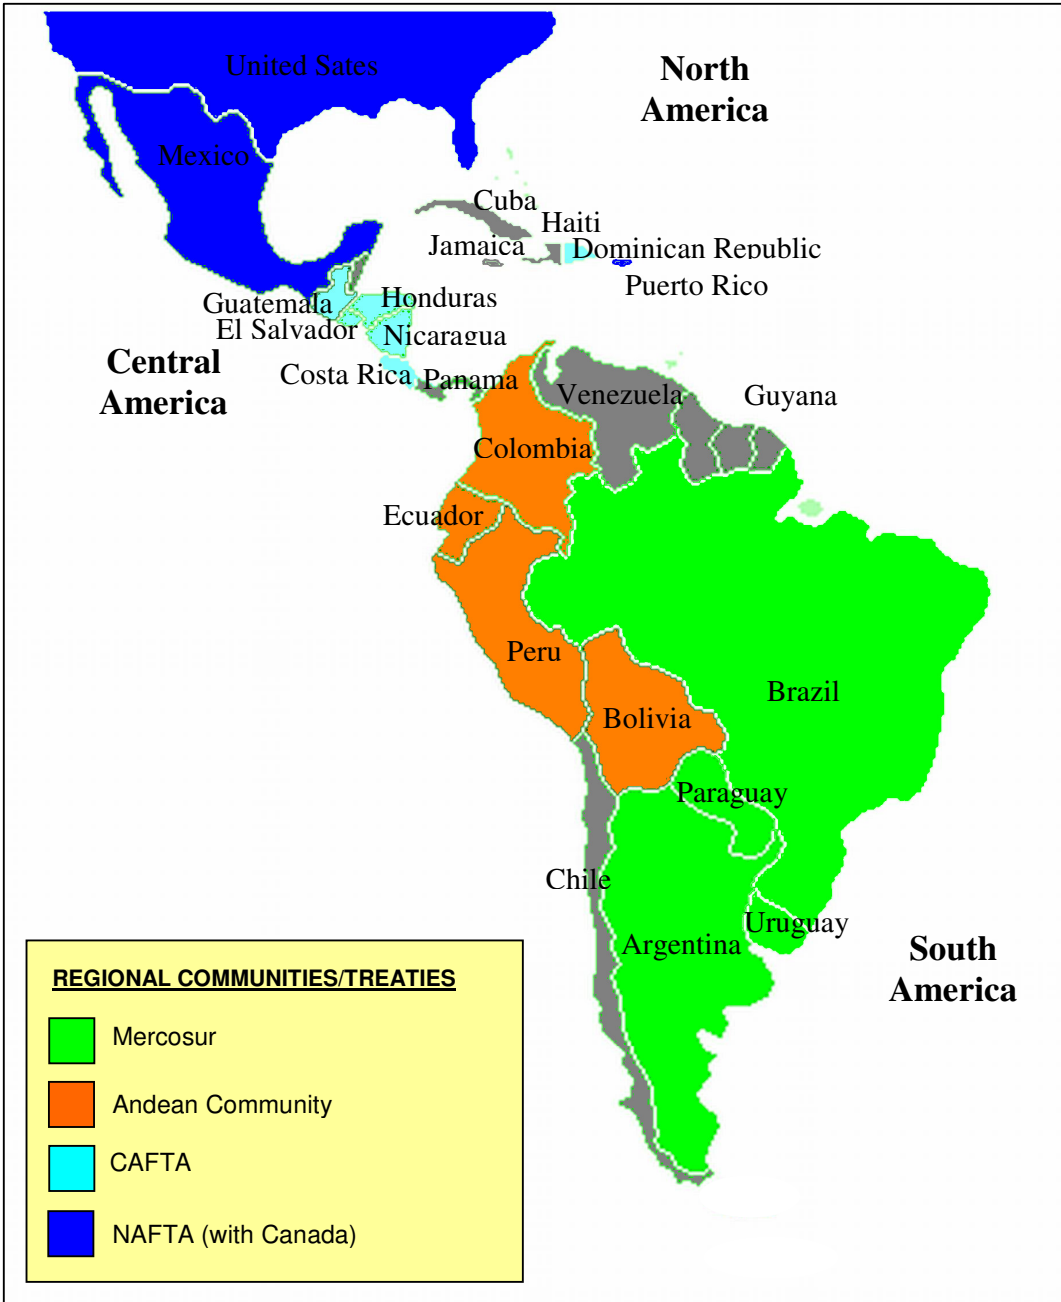 United Sates
North
America
Mexico
Cuba
Haiti
Jamaica
Dominican Republic
Puerto Rico
Guatemala
Honduras
El Salvador
Nicaragua
Central
America
Costa Rica
Panama
Venezuela
Guyana
Colombia
Ecuador
Peru
Brazil
Bolivia
Paraguay
Chile
Uruguay
Argentina
South
America
REGIONAL COMMUNITIES/TREATIES
Mercosur
Andean Community
CAFTA
NAFTA (with Canada)